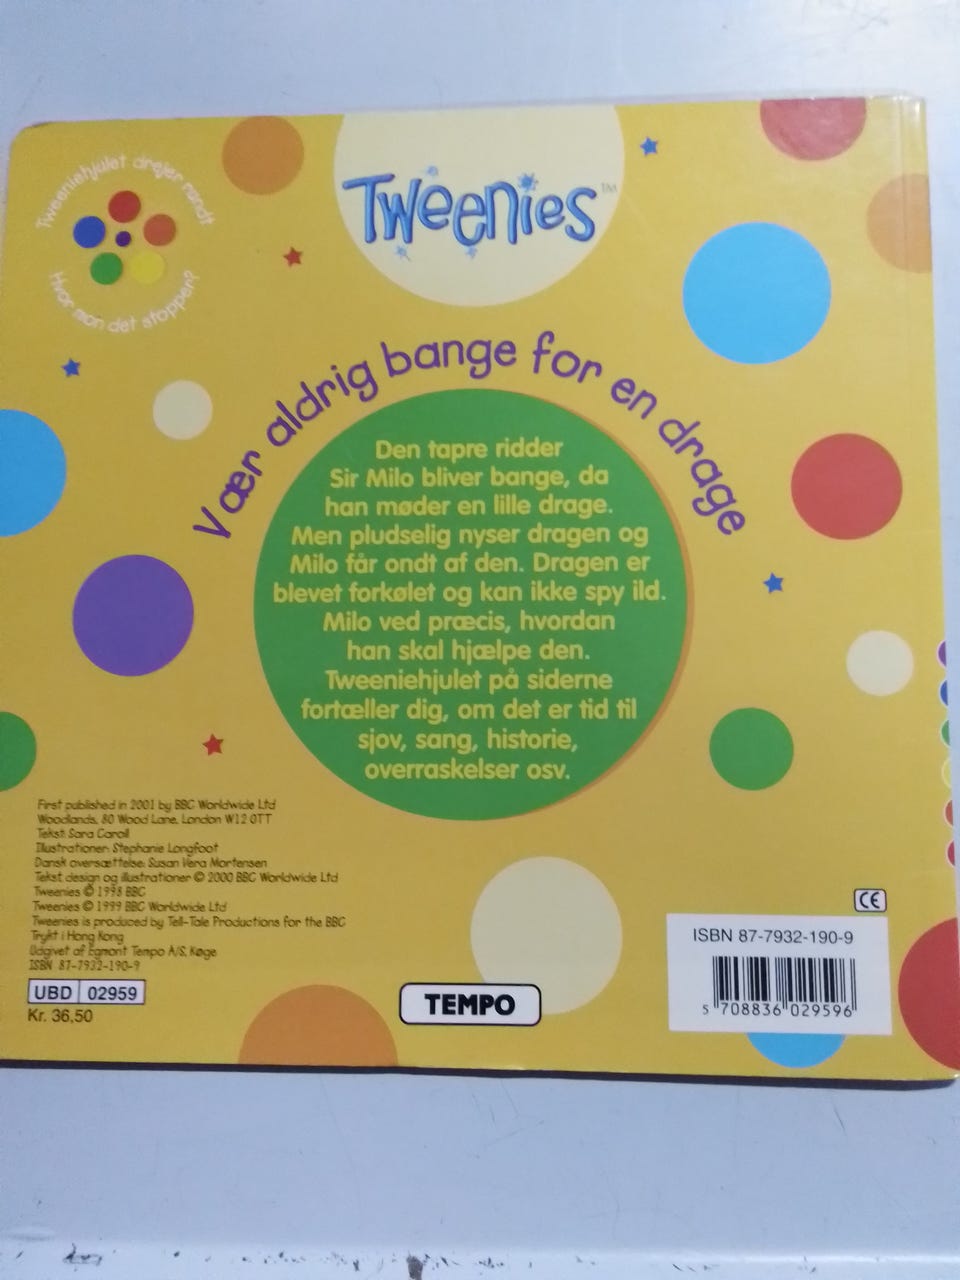 Tweeniehjulet drejer rundt
Hvor mon det stopper?
Tweenies™
Vær aldrig bange for en drage
Den tapre ridder
Sir Milo bliver bange, da
han møder en lille drage.
Men pludselig nyser dragen og
Milo får ondt af den. Dragen er
blevet forkølet og kan ikke spy ild.
Milo ved præcis, hvordan
han skal hjælpe den.
Tweeniehjulet på siderne
fortæller dig, om det er tid til
sjov, sang, historie,
overraskelser osv.
First published in 2001 by BBC Worldwide Ltd
Woodlands, 80 Wood Lane, London W12 0TT
Tekst: Sara Caroll
Illustrationer: Stephanie Longfoot
Dansk oversættelse: Susan Vera Mortensen
Tekst design og illustrationer © 2000 BBC Worldwide Ltd
Tweenies © 1998 BBC
Tweenies © 1999 BBC Worldwide Ltd
Tweenies is produced by Tell-Tale Productions for the BBC
Trykt i Hong Kong
Udgivet af Egmont Tempo A/S, Køge
ISBN 87-7932-190-9
UBD 02959
Kr. 36,50
TEMPO
CE
ISBN 87-7932-190-9
5 708836 029596